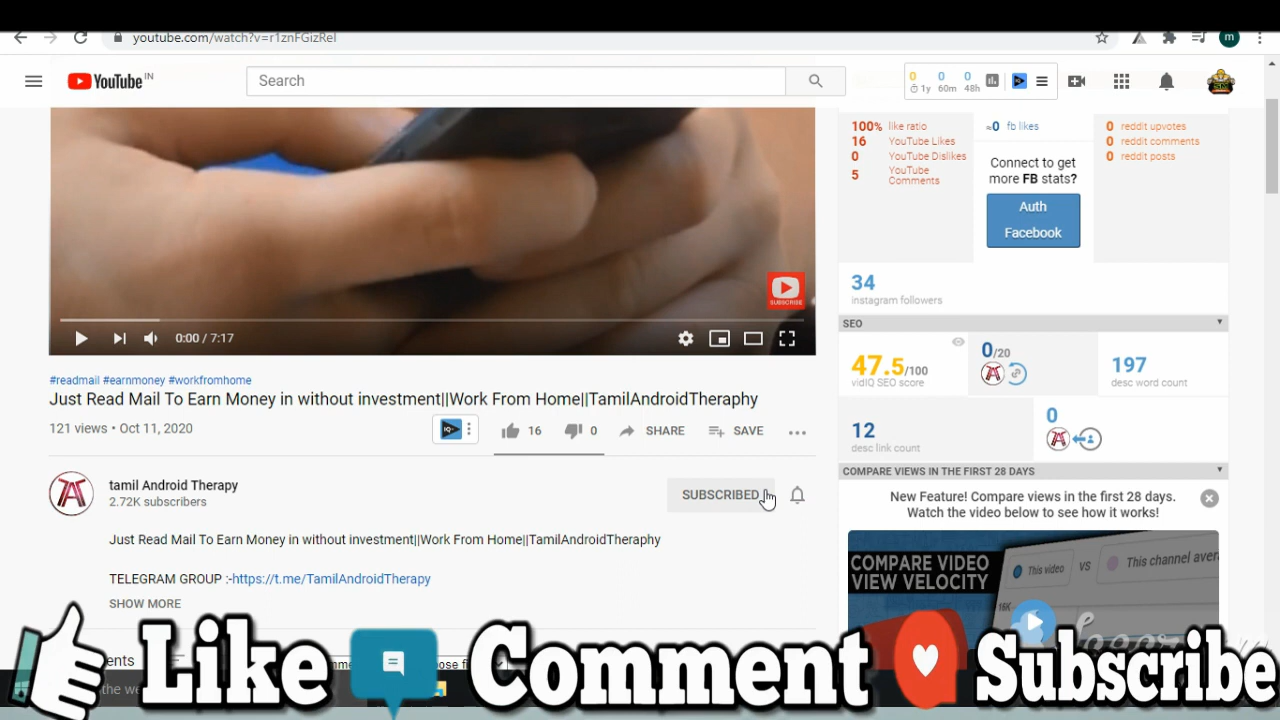 youtube.com/watch?v=r1znFGizReI
m
YouTube IN
Search
0 0 0
1y 60m 48h
SUBSCRIBE
0:00 / 7:17
#readmail #earnmoney #workfromhome
Just Read Mail To Earn Money in without investment||Work From Home||TamilAndroidTheraphy
121 views • Oct 11, 2020
IQ
16
0
SHARE
SAVE
tamil Android Therapy
2.72K subscribers
SUBSCRIBED
Just Read Mail To Earn Money in without investment||Work From Home||TamilAndroidTheraphy
TELEGRAM GROUP :-https://t.me/TamilAndroidTherapy
SHOW MORE
100% like ratio
16 YouTube Likes
0 YouTube Dislikes
5 YouTube Comments
≈0 fb likes
Connect to get
more FB stats?
Auth
Facebook
0 reddit upvotes
0 reddit comments
0 reddit posts
34
instagram followers
SEO
47.5/100
vidIQ SEO score
0/20
197
desc word count
12
desc link count
0
COMPARE VIEWS IN THE FIRST 28 DAYS
New Feature! Compare views in the first 28 days.
Watch the video below to see how it works!
COMPARE VIDEO
VIEW VELOCITY
This video VS This channel aver
16K
Like Comment Subscribe